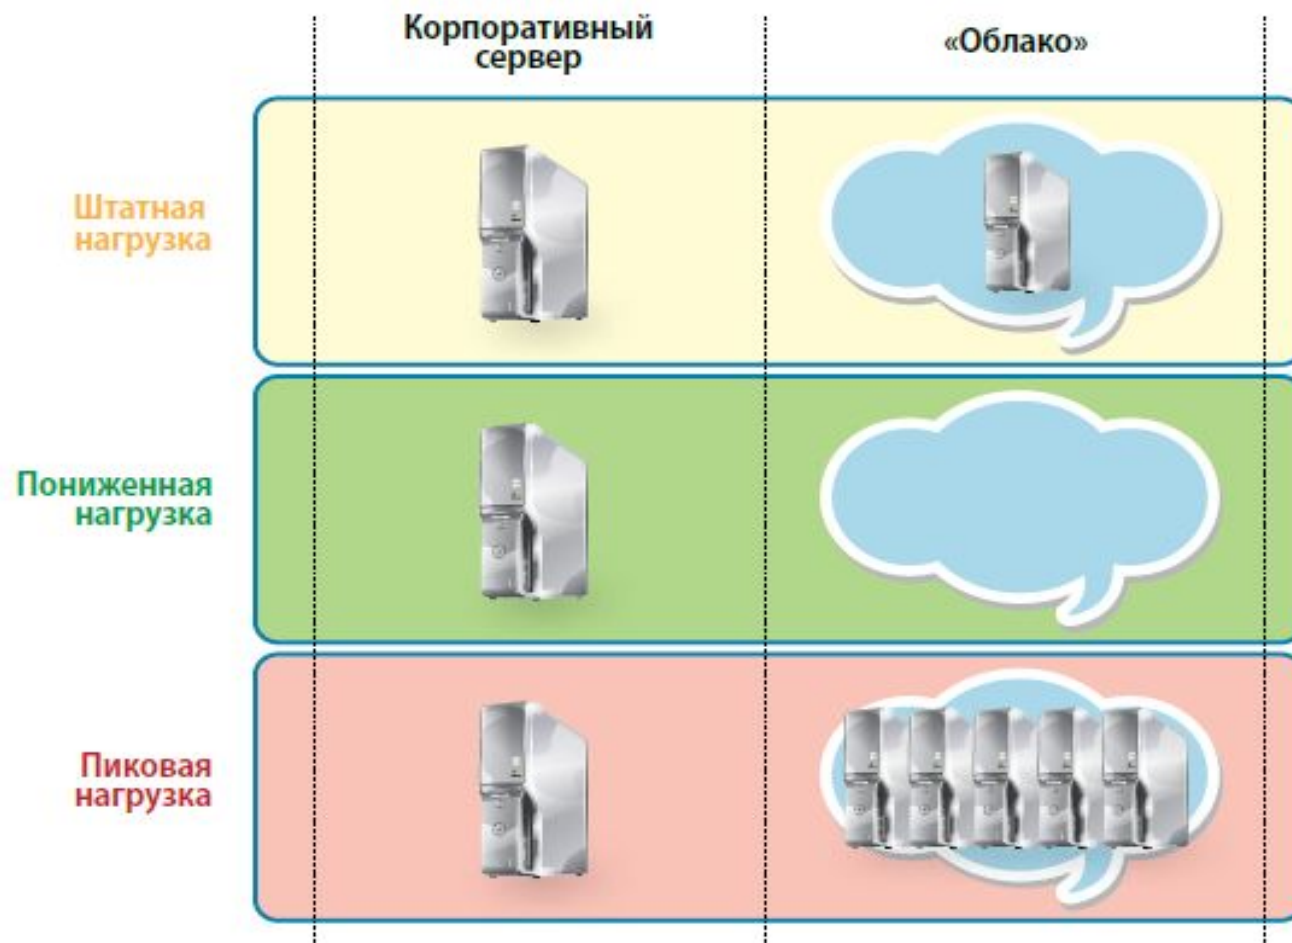 Корпоративный
сервер
«Облако»
Штатная
нагрузка
Пониженная
нагрузка
Пиковая
нагрузка